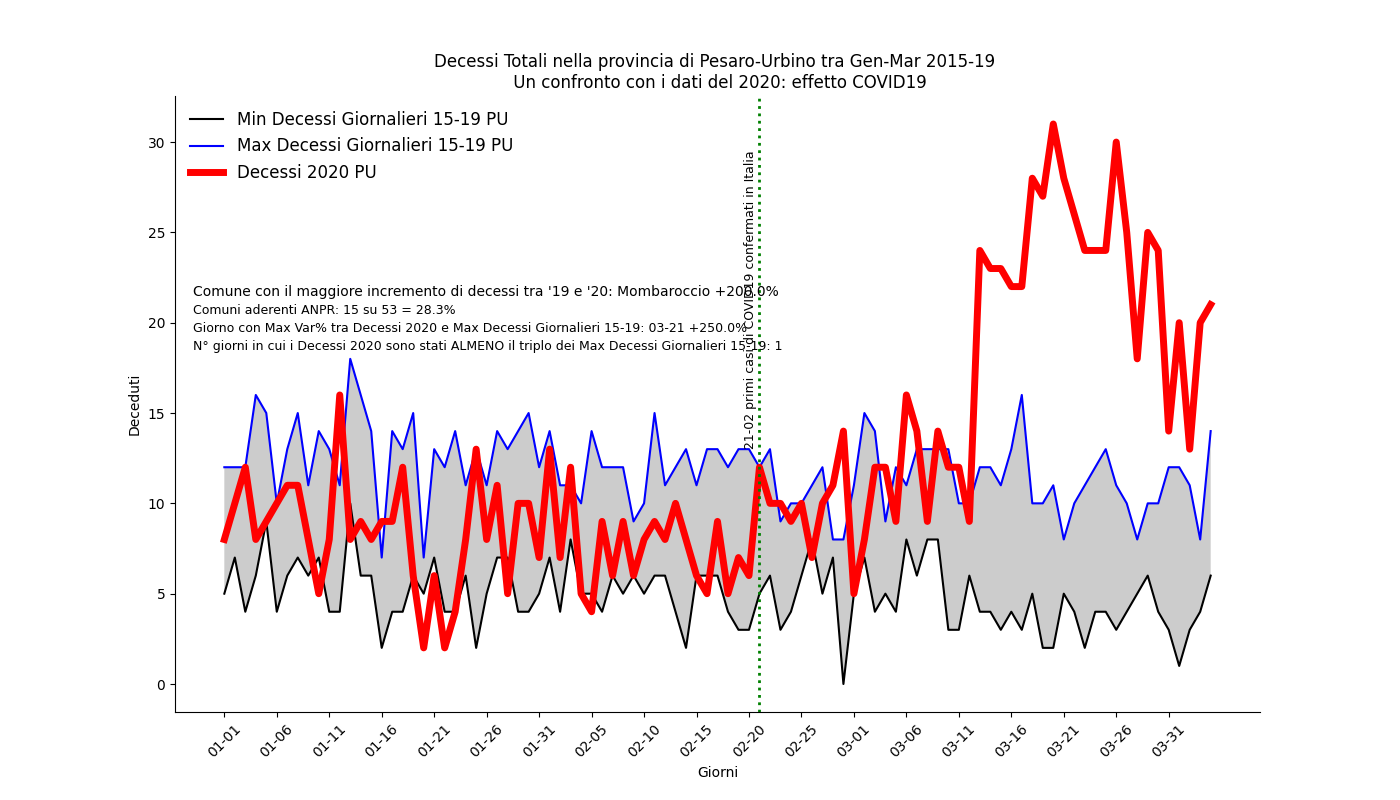 Decessi Totali nella provincia di Pesaro-Urbino tra Gen-Mar 2015-19
Un confronto con i dati del 2020: effetto COVID19
Min Decessi Giornalieri 15-19 PU
Max Decessi Giornalieri 15-19 PU
Decessi 2020 PU
Comune con il maggiore incremento di decessi tra '19 e '20: Mombaroccio +200.0%
Comuni aderenti ANPR: 15 su 53 = 28.3%
Giorno con Max Var% tra Decessi 2020 e Max Decessi Giornalieri 15-19: 03-21 +250.0%
N° giorni in cui i Decessi 2020 sono stati ALMENO il triplo dei Max Decessi Giornalieri 15-19: 1
21-02 primi casi di COVID19 confermati in Italia
Deceduti
30
25
20
15
10
5
0
01-01 01-06 01-11 01-16 01-21 01-26 01-31 02-05 02-10 02-15 02-20 02-25 03-01 03-06 03-11 03-16 03-21 03-26 03-31
Giorni